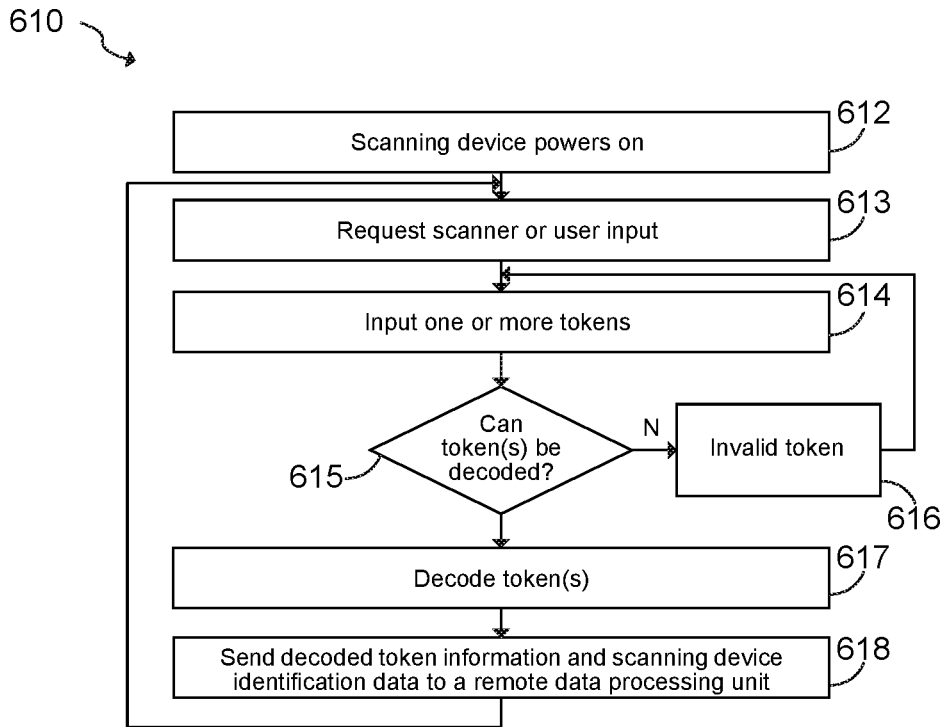 610
612
Scanning device powers on
613
Request scanner or user input
614
Input one or more tokens
Can
token(s) be
decoded?
N
Invalid token
615
616
617
Decode token(s)
618
Send decoded token information and scanning device
identification data to a remote data processing unit